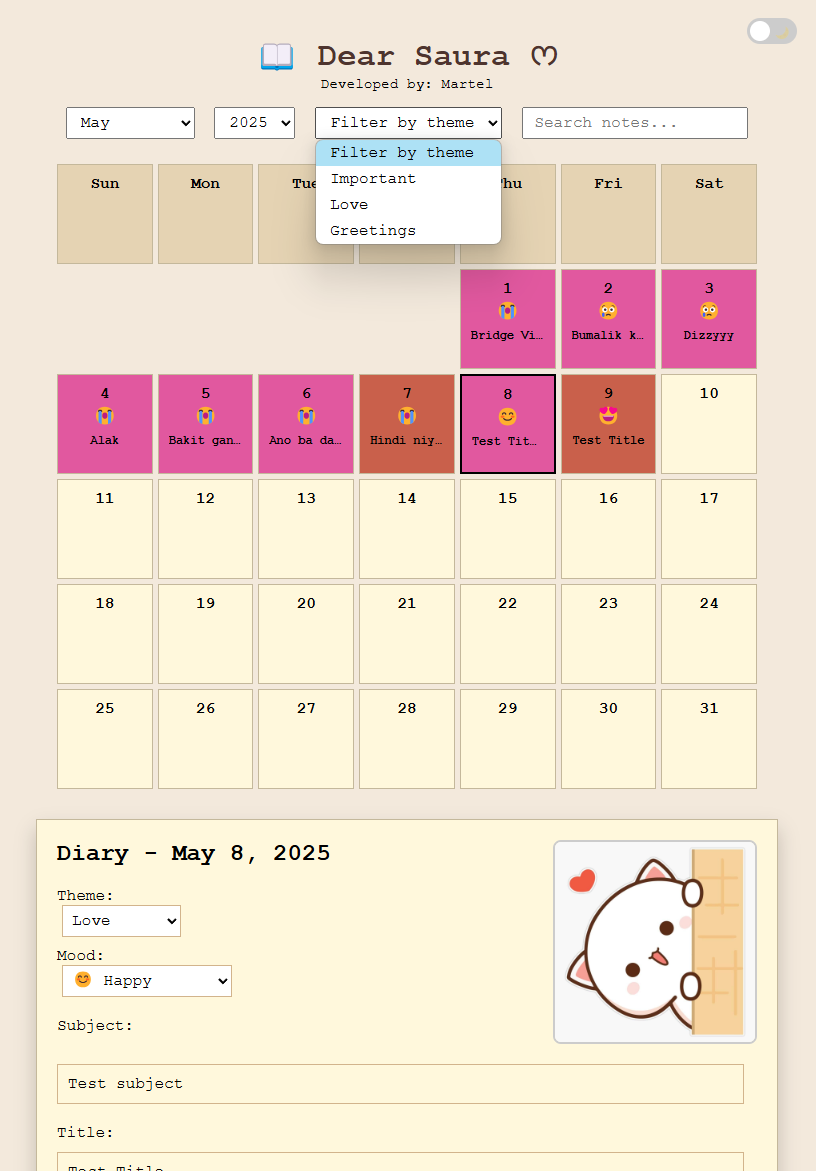 📖 Dear Saura ෆ
Developed by: Martel
May 2025 Filter by theme Search notes...
Filter by theme
Important
Love
Greetings
Sun Mon Tue Thu Fri Sat
1 2 3
Bridge Vi… Bumalik k… Dizzyyy
4 5 6 7 8 9 10
Alak Bakit gan… Ano ba da… Hindi niy… Test Tit… Test Title
11 12 13 14 15 16 17
18 19 20 21 22 23 24
25 26 27 28 29 30 31
Diary - May 8, 2025
Theme:
Love
Mood:
😊 Happy
Subject:
Test subject
Title:
Test Title